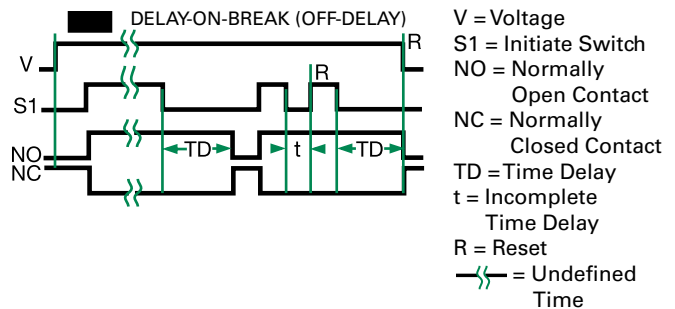 DELAY-ON-BREAK (OFF-DELAY)
R
V
R
S1
NO
TD
t
TD
NC
V = Voltage
S1 = Initiate Switch
NO = Normally
Open Contact
NC = Normally
Closed Contact
TD = Time Delay
t = Incomplete
Time Delay
R = Reset
= Undefined
Time